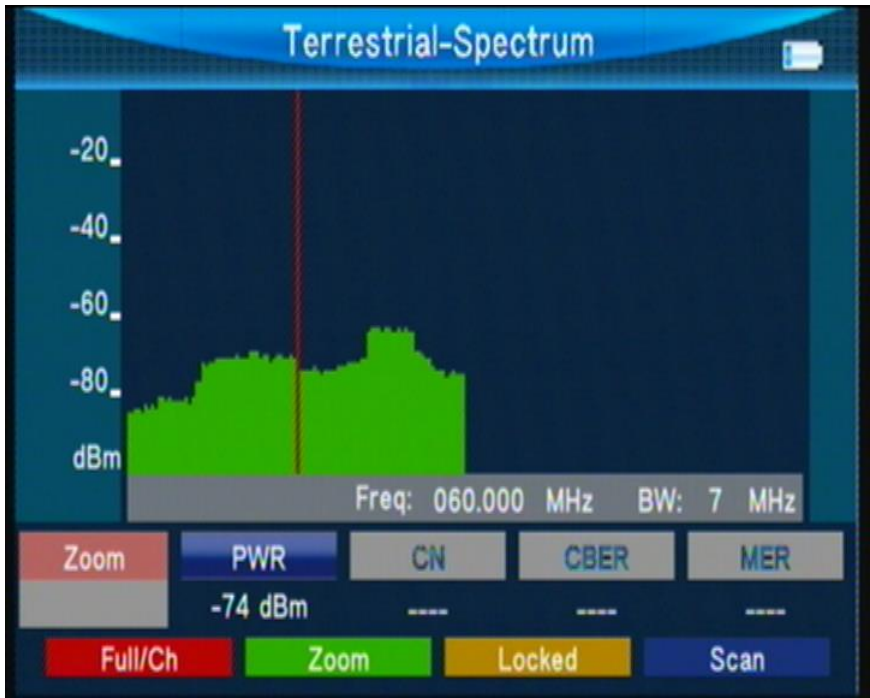 Terrestrial-Spectrum
-20
-40
-60
-80
dBm
Freq: 060.000 MHz BW: 7 MHz
Zoom PWR CN CBER MER
-74 dBm ---- ---- ----
Full/Ch Zoom Locked Scan